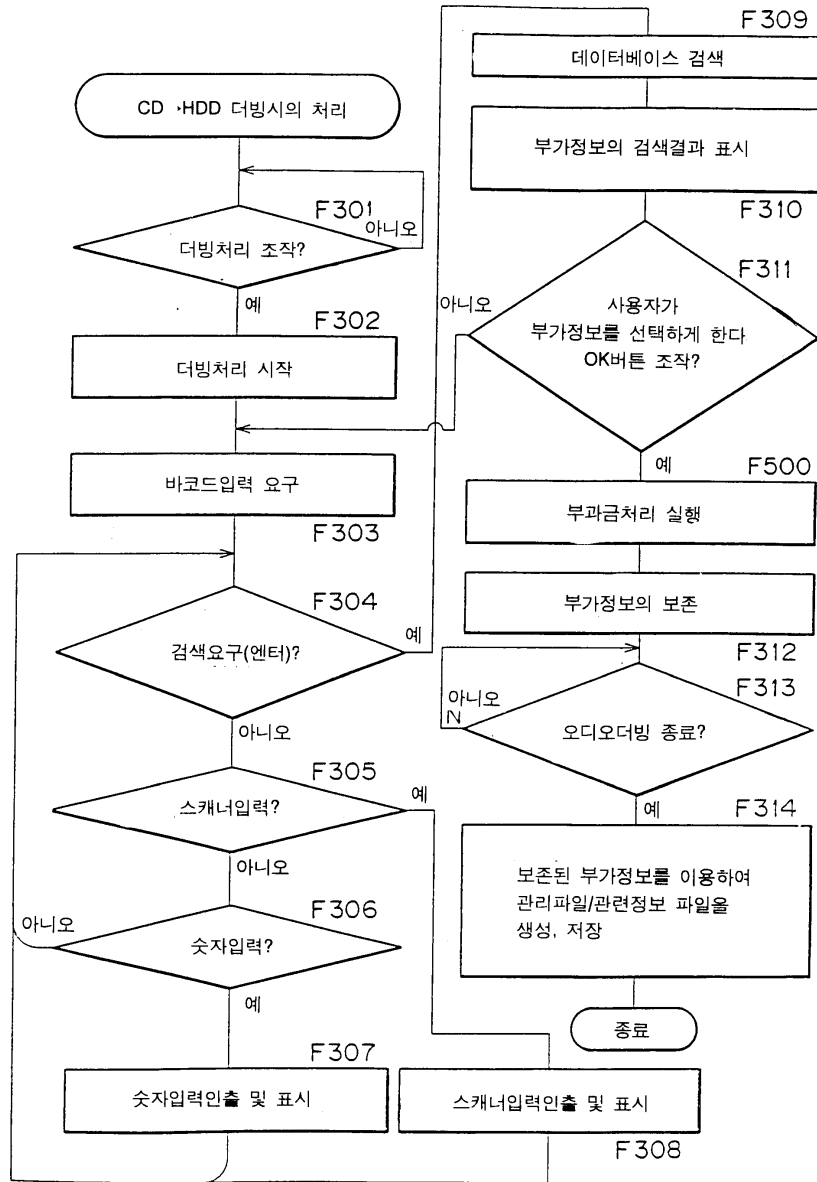 CD →HDD 더빙시의 처리
F301
아니오
더빙처리 조작?
예
F302
더빙처리 시작
바코드입력 요구
F303
F304
예
검색요구(엔터)?
아니오
F305
예
스캐너입력?
아니오
F306
아니오
숫자입력?
예
F307
숫자입력인출 및 표시
스캐너입력인출 및 표시
F308
F309
데이터베이스 검색
부가정보의 검색결과 표시
F310
F311
아니오
사용자가
부가정보를 선택하게 한다
OK버튼 조작?
예
F500
부과금처리 실행
부가정보의 보존
F312
F313
아니오
N
오디오더빙 종료?
예
F314
보존된 부가정보를 이용하여
관리파일/관련정보 파일올
생성, 저장
종료